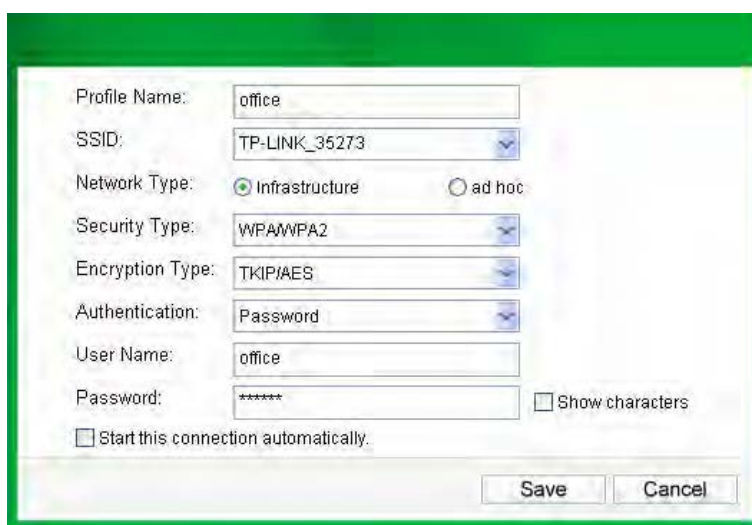 Profile Name: office
SSID: TP-LINK_35273
Network Type: Infrastructure ad hoc
Security Type: WPA/WPA2
Encryption Type: TKIP/AES
Authentication: Password
User Name: office
Password: ****** Show characters
Start this connection automatically.
Save Cancel